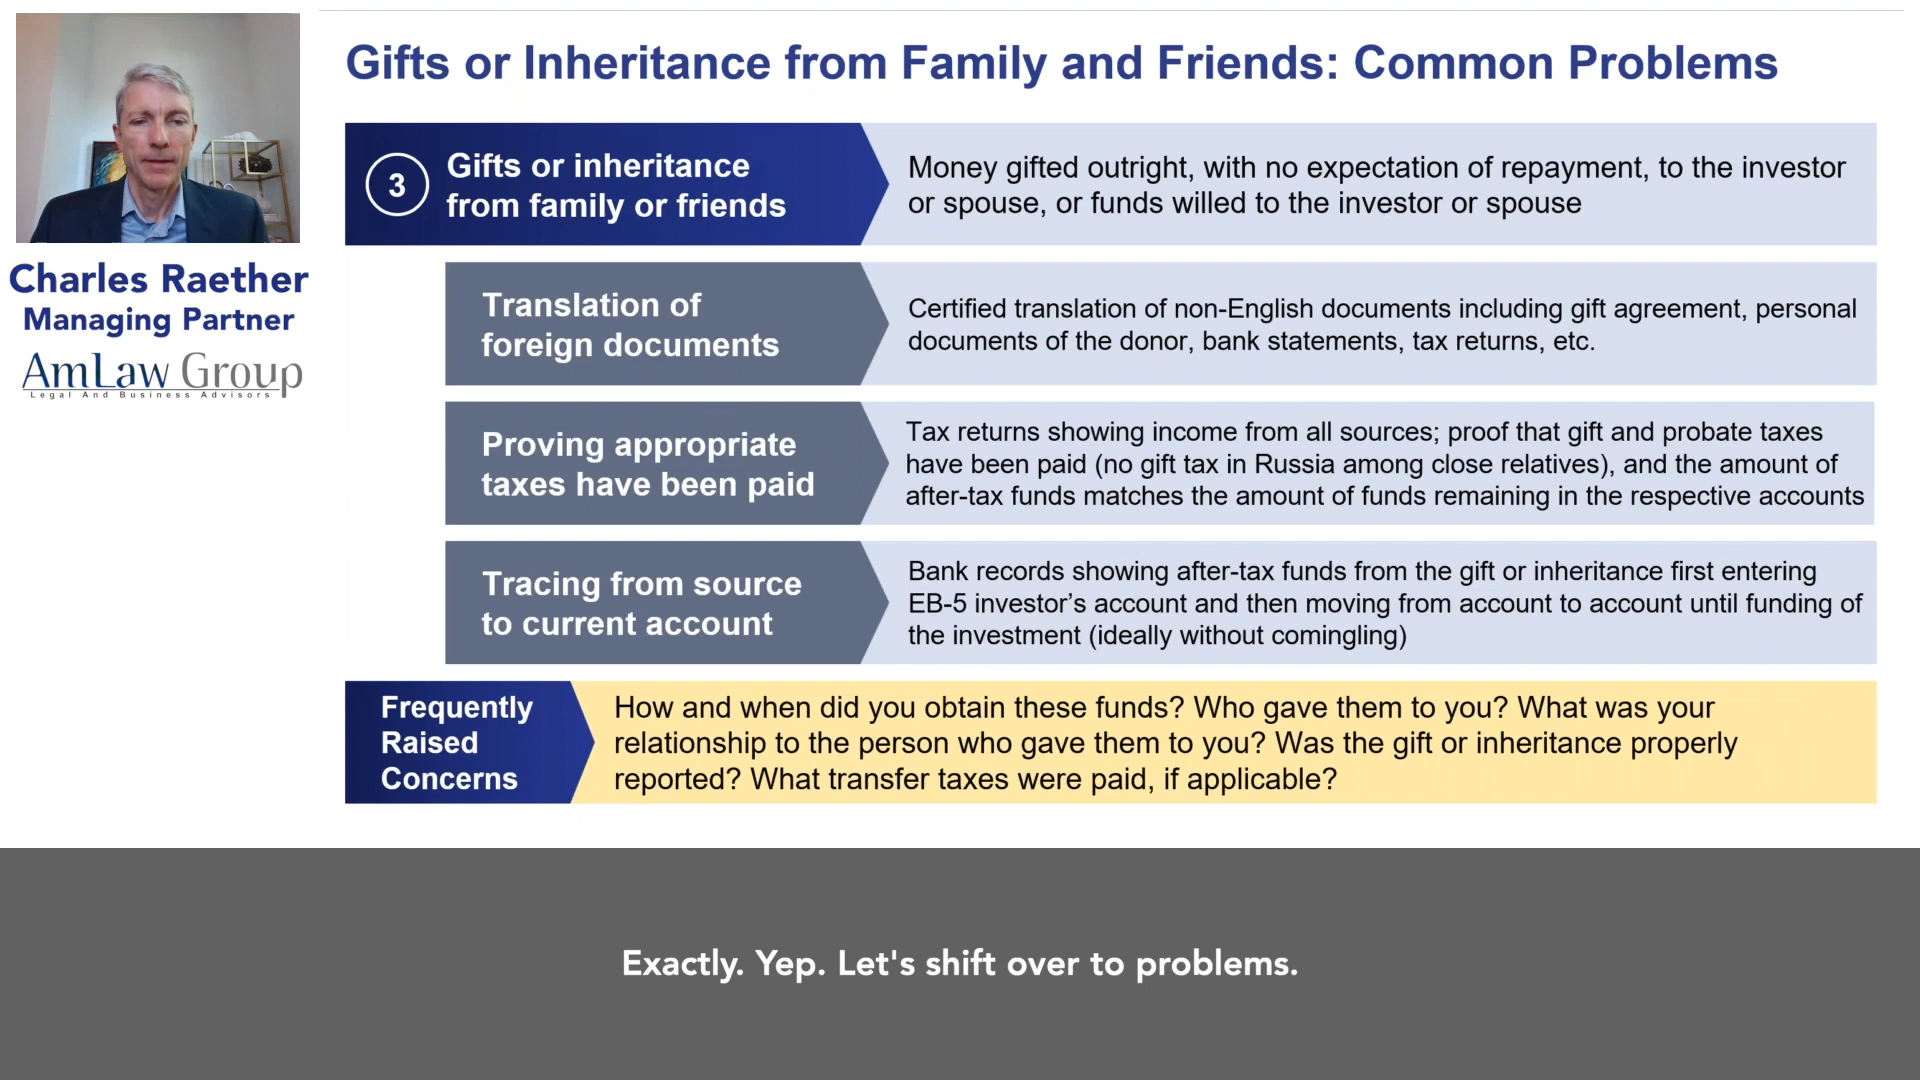 Gifts or Inheritance from Family and Friends: Common Problems
3
Gifts or inheritance
from family or friends
Money gifted outright, with no expectation of repayment, to the investor
or spouse, or funds willed to the investor or spouse
Charles Raether
Managing Partner
AmLaw Group
Legal And Business Advisors
Translation of
foreign documents
Certified translation of non-English documents including gift agreement, personal
documents of the donor, bank statements, tax returns, etc.
Proving appropriate
taxes have been paid
Tax returns showing income from all sources; proof that gift and probate taxes
have been paid (no gift tax in Russia among close relatives), and the amount of
after-tax funds matches the amount of funds remaining in the respective accounts
Tracing from source
to current account
Bank records showing after-tax funds from the gift or inheritance first entering
EB-5 investor’s account and then moving from account to account until funding of
the investment (ideally without comingling)
Frequently
Raised
Concerns
How and when did you obtain these funds? Who gave them to you? What was your
relationship to the person who gave them to you? Was the gift or inheritance properly
reported? What transfer taxes were paid, if applicable?
Exactly. Yep. Let's shift over to problems.